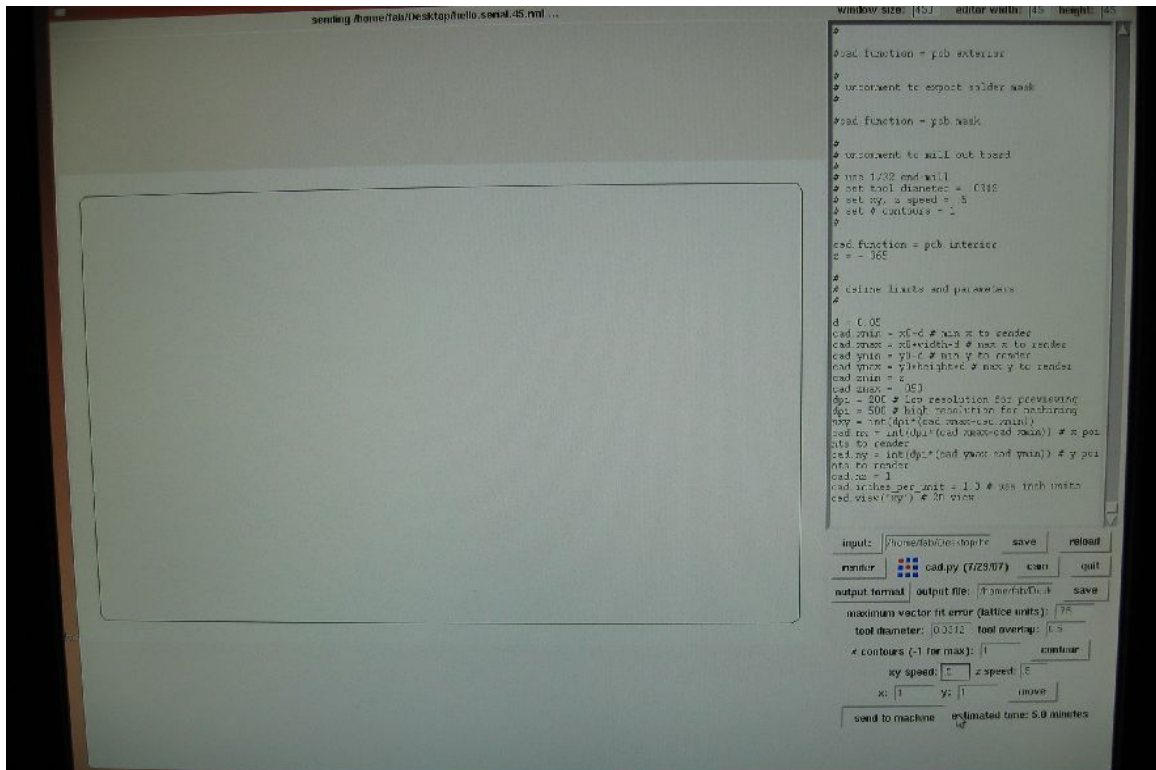 sending /home/fab/Desktop/hello.serial.45.rml ...
window size: 450 editor width: 45 height: 45
#
#cad.function = pcb.exterior
#
# uncomment to export solder mask
#
#cad.function = pcb.mask
#
# uncomment to mill out board
#
# use 1/32 end mill
# set tool diameter = .0312
# set xy, z speed = .5
# set # contours = 1
#
cad.function = pcb.interior
z = -.065
#
# define limits and parameters
#
d = 0.05
cad.xmin = x0-d # min x to render
cad.xmax = x0+width+d # max x to render
cad.ymin = y0-d # min y to render
cad.ymax = y0+height+d # max y to render
cad.zmin = z
cad.zmax = .050
dpi = 200 # low resolution for previewing
dpi = 500 # high resolution for machining
nxy = int(dpi*(cad.xmax-cad.xmin))
cad.nx = int(dpi*(cad.xmax-cad.xmin)) # x poi
nts to render
cad.ny = int(dpi*(cad.ymax-cad.ymin)) # y poi
nts to render
cad.nz = 1
cad.inches_per_unit = 1.0 # use inch units
cad.view('xy') # 2D view
input: /home/fab/Desktop/he save reload
render cad.py (7/29/07) cam quit
output format output file: /home/fab/Desk save
maximum vector fit error (lattice units): .75
tool diameter: 0.0312 tool overlap: 0.5
# contours (-1 for max): 1 contour
xy speed: .5 z speed: .5
x: 1 y: 1 move
send to machine estimated time: 5.0 minutes